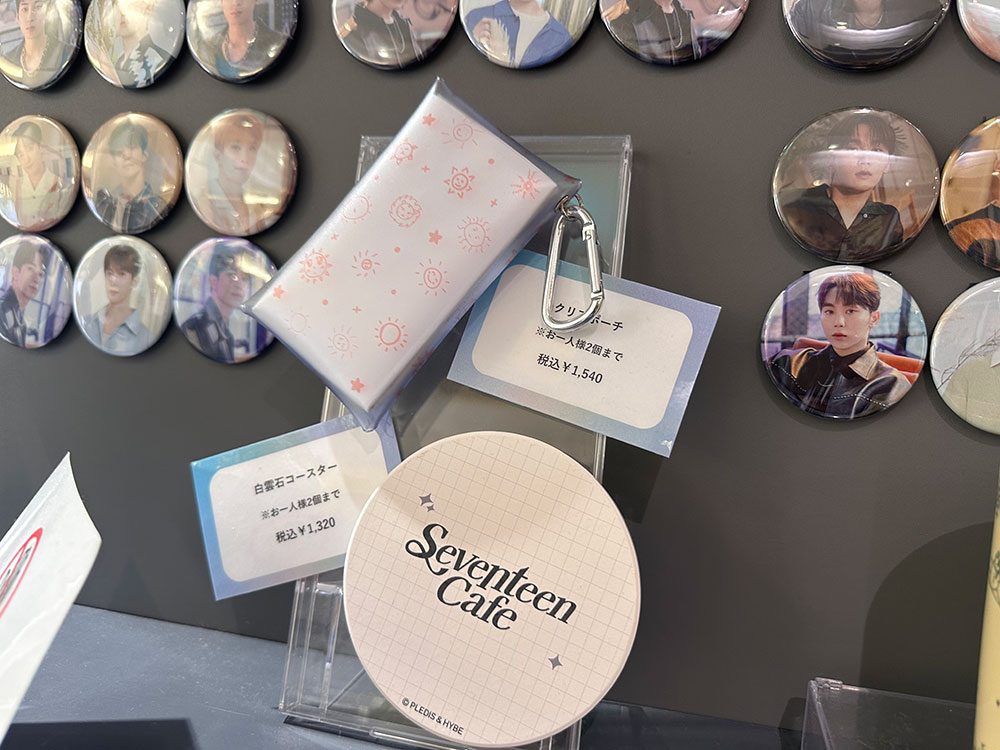 クリアポーチ
※お一人様2個まで
税込¥1,540
白雲石コースター
※お一人様2個まで
税込¥1,320
Seventeen
Cafe
© PLEDIS & HYBE